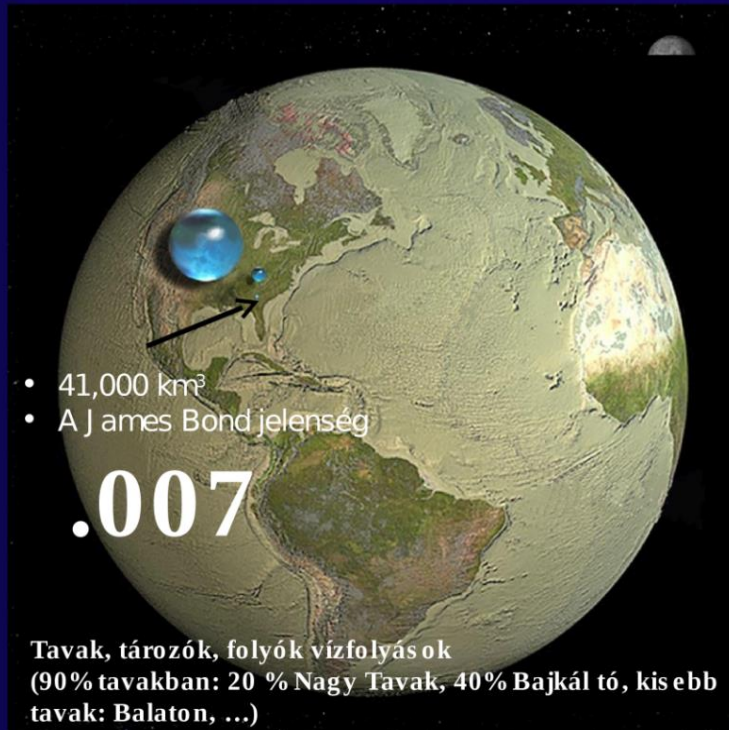 • 41,000 km³
• A James Bond jelenség
.007
Tavak, tározók, folyók vízfolyások
(90% tavakban: 20 % Nagy Tavak, 40% Bajkál tó, kisebb
tavak: Balaton, ...)